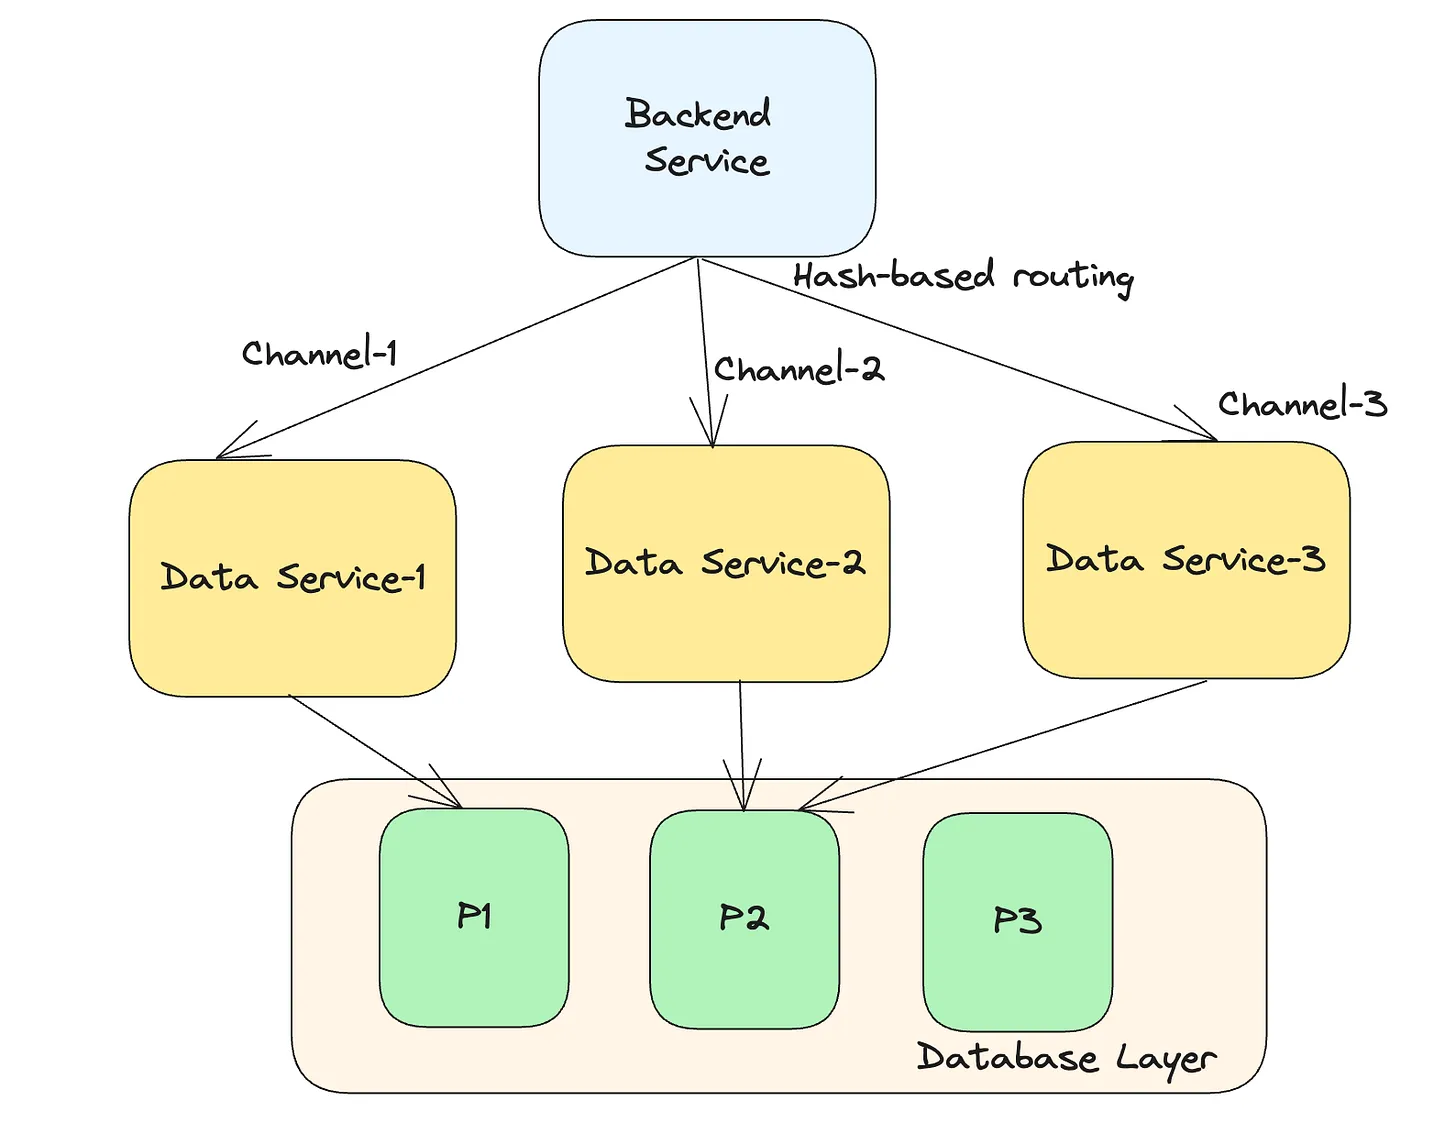 Backend
Service
Hash-based routing
Channel-1
Channel-2
Channel-3
Data Service-1
Data Service-2
Data Service-3
P1
P2
P3
Database Layer